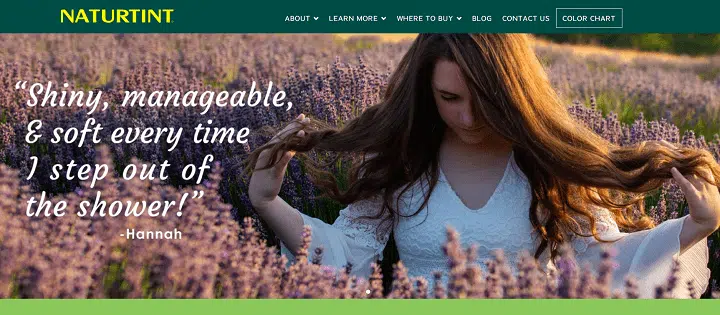 NATURTINT
ABOUT LEARN MORE WHERE TO BUY BLOG CONTACT US COLOR CHART
“Shiny, manageable,
& soft every time
I step out of
the shower!”
-Hannah